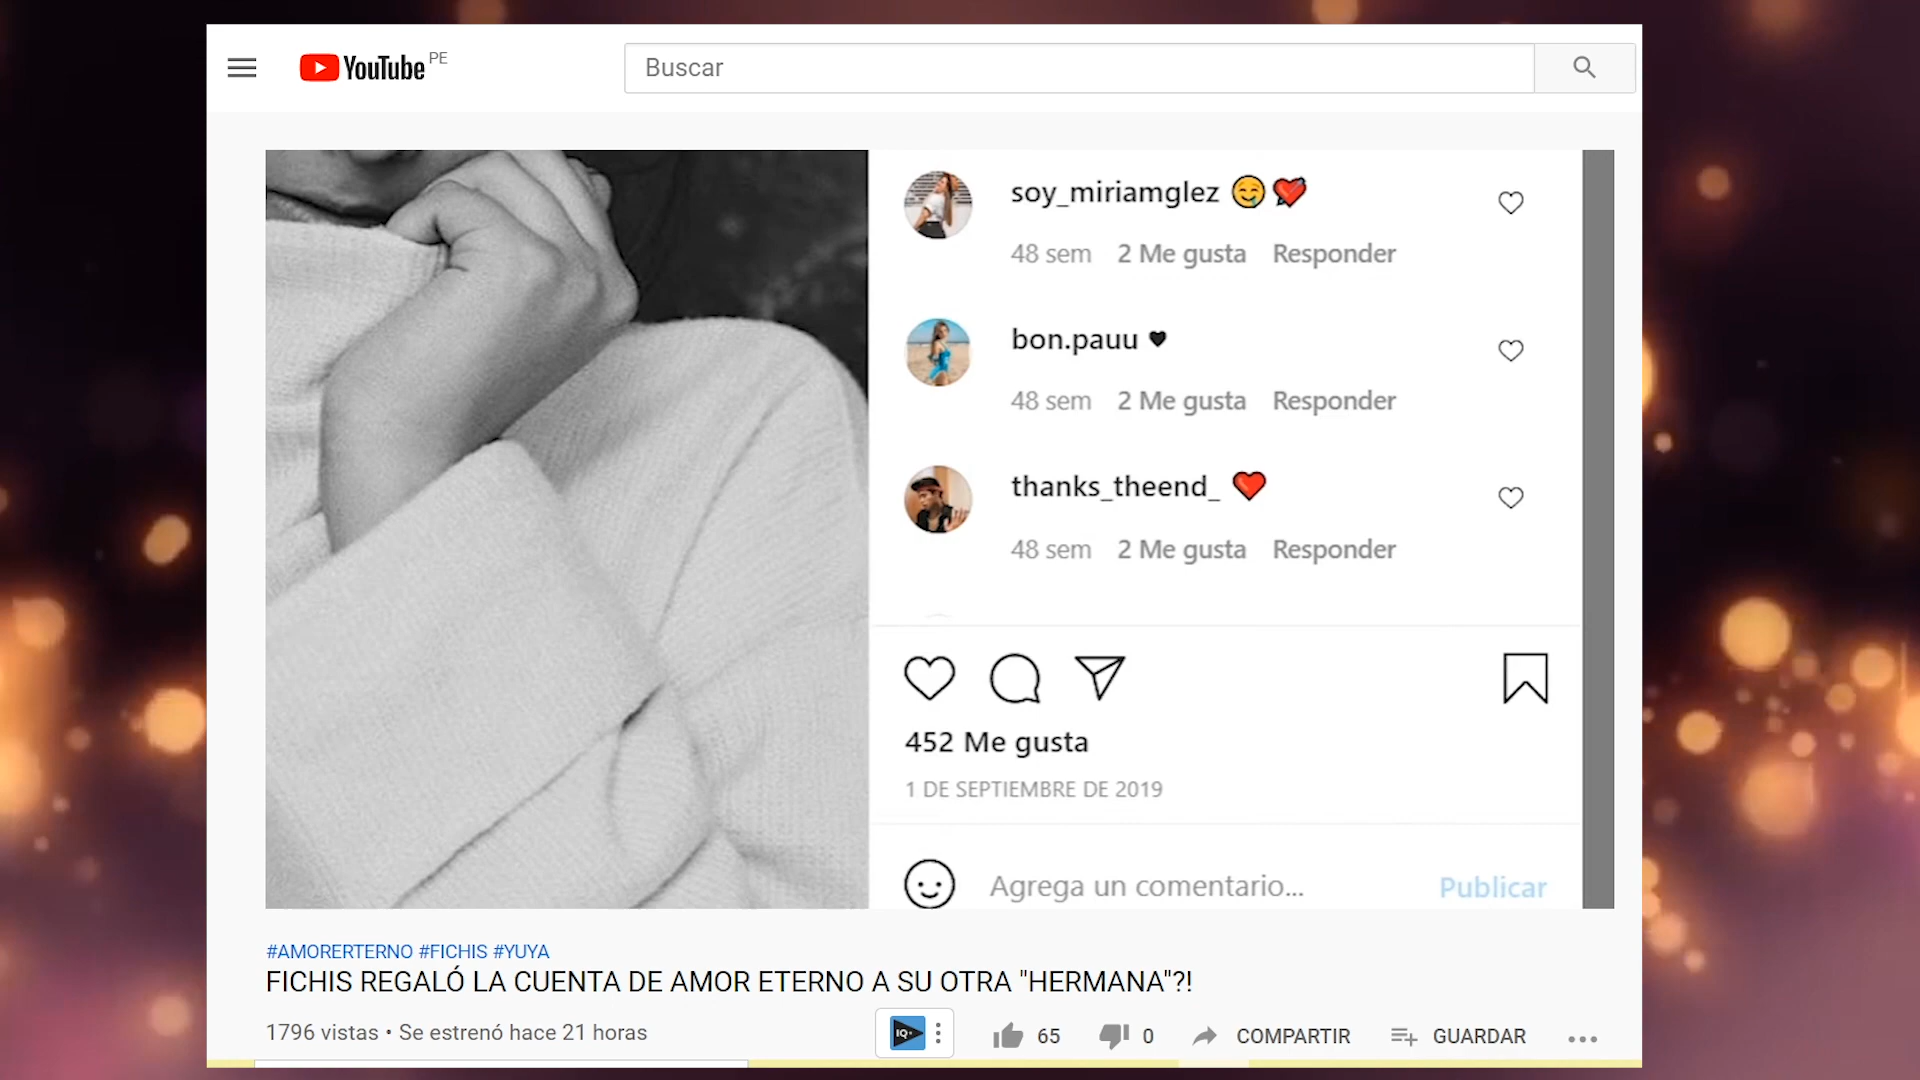 YouTube PE
Buscar
soy_miriamglez 🤤💘
48 sem 2 Me gusta Responder
bon.pauu 🖤
48 sem 2 Me gusta Responder
thanks_theend_ ❤️
48 sem 2 Me gusta Responder
452 Me gusta
1 DE SEPTIEMBRE DE 2019
Agrega un comentario... Publicar
#AMORERTERNO #FICHIS #YUYA
FICHIS REGALÓ LA CUENTA DE AMOR ETERNO A SU OTRA "HERMANA"?!
1796 vistas • Se estrenó hace 21 horas
IQ 65 0 COMPARTIR GUARDAR